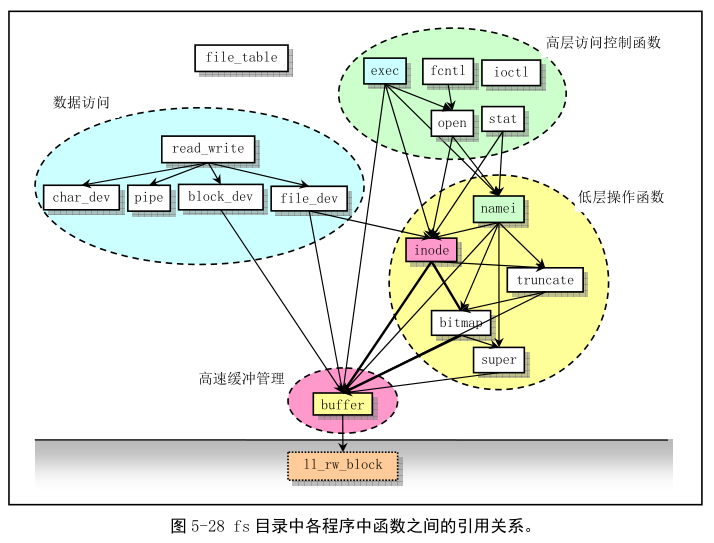 高层访问控制函数
file_table
exec
fcntl
ioctl
数据访问
open
stat
read_write
char_dev
pipe
block_dev
file_dev
低层操作函数
namei
inode
truncate
bitmap
super
高速缓冲管理
buffer
ll_rw_block
图 5-28 fs 目录中各程序中函数之间的引用关系。